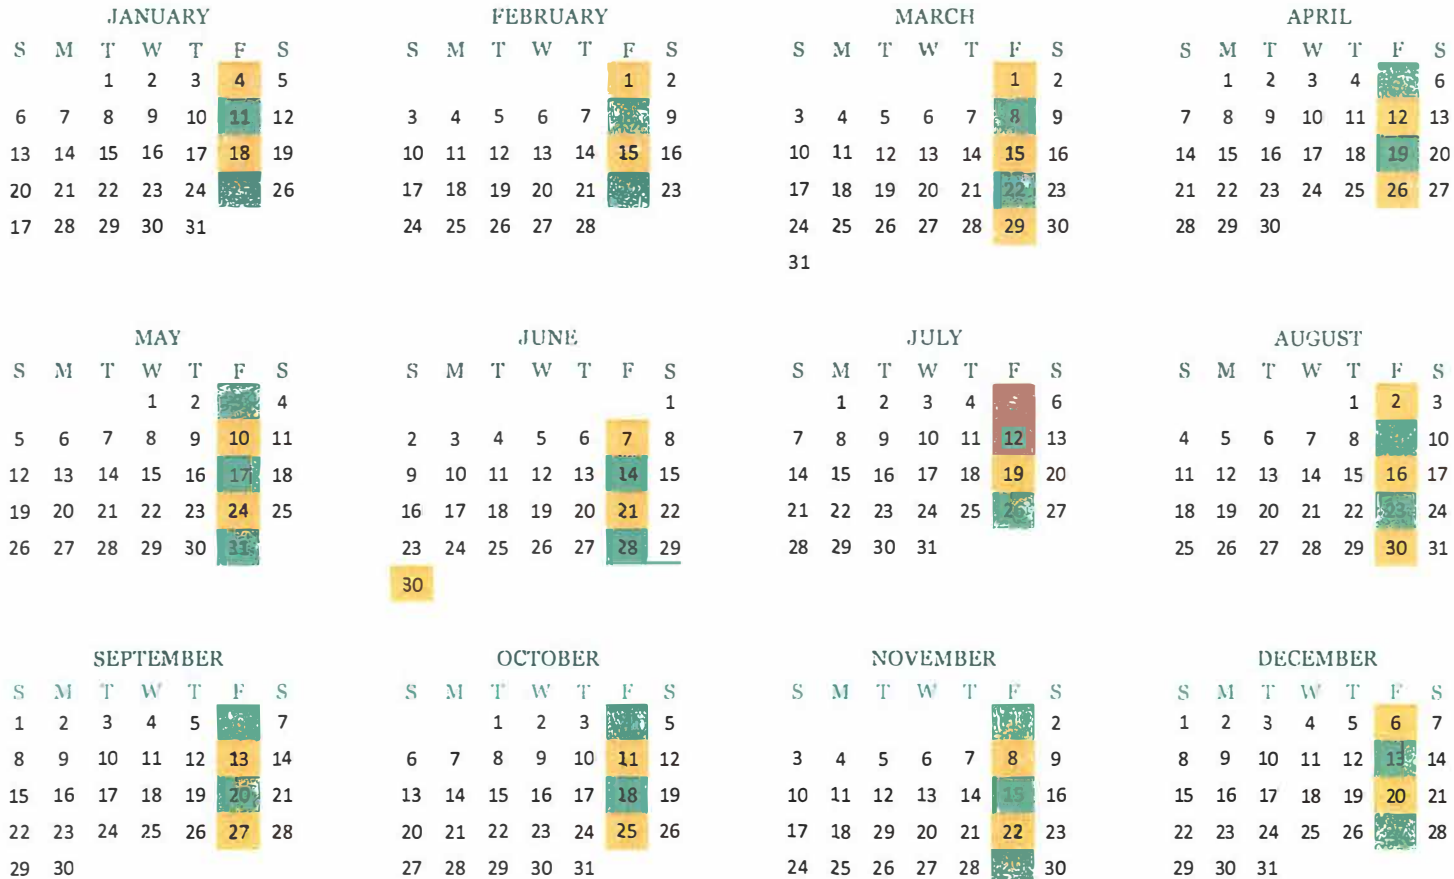 JANUARY
S M T W T F S
1 2 3 4 5
6 7 8 9 10 11 12
13 14 15 16 17 18 19
20 21 22 23 24 26
17 28 29 30 31
FEBRUARY
S M T W T F S
1 2
3 4 5 6 7 9
10 11 12 13 14 15 16
17 18 19 20 21 23
24 25 26 27 28
MARCH
S M T W T F S
1 2
3 4 5 6 7 8 9
10 11 12 13 14 15 16
17 18 19 20 21 22 23
24 25 26 27 28 29 30
31
APRIL
S M T W T F S
1 2 3 4 6
7 8 9 10 11 12 13
14 15 16 17 18 19 20
21 22 23 24 25 26 27
28 29 30
MAY
S M T W T F S
1 2 4
5 6 7 8 9 10 11
12 13 14 15 16 17 18
19 20 21 22 23 24 25
26 27 28 29 30 31
JUNE
S M T W T F S
1
2 3 4 5 6 7 8
9 10 11 12 13 14 15
16 17 18 19 20 21 22
23 24 25 26 27 28 29
30
JULY
S M T W T F S
1 2 3 4 6
7 8 9 10 11 12 13
14 15 16 17 18 19 20
21 22 23 24 25 26 27
28 29 30 31
AUGUST
S M T W T F S
1 2 3
4 5 6 7 8 10
11 12 13 14 15 16 17
18 19 20 21 22 23 24
25 26 27 28 29 30 31
SEPTEMBER
S M T W T F S
1 2 3 4 5 7
8 9 10 11 12 13 14
15 16 17 18 19 20 21
22 23 24 25 26 27 28
29 30
OCTOBER
S M T W T F S
1 2 3 5
6 7 8 9 10 11 12
13 14 15 16 17 18 19
20 21 22 23 24 25 26
27 28 29 30 31
NOVEMBER
S M T W T F S
2
3 4 5 6 7 8 9
10 11 12 13 14 15 16
17 18 29 20 21 22 23
24 25 26 27 28 30
DECEMBER
S M T W T F S
1 2 3 4 5 6 7
8 9 10 11 12 13 14
15 16 17 18 19 20 21
22 23 24 25 26 28
29 30 31